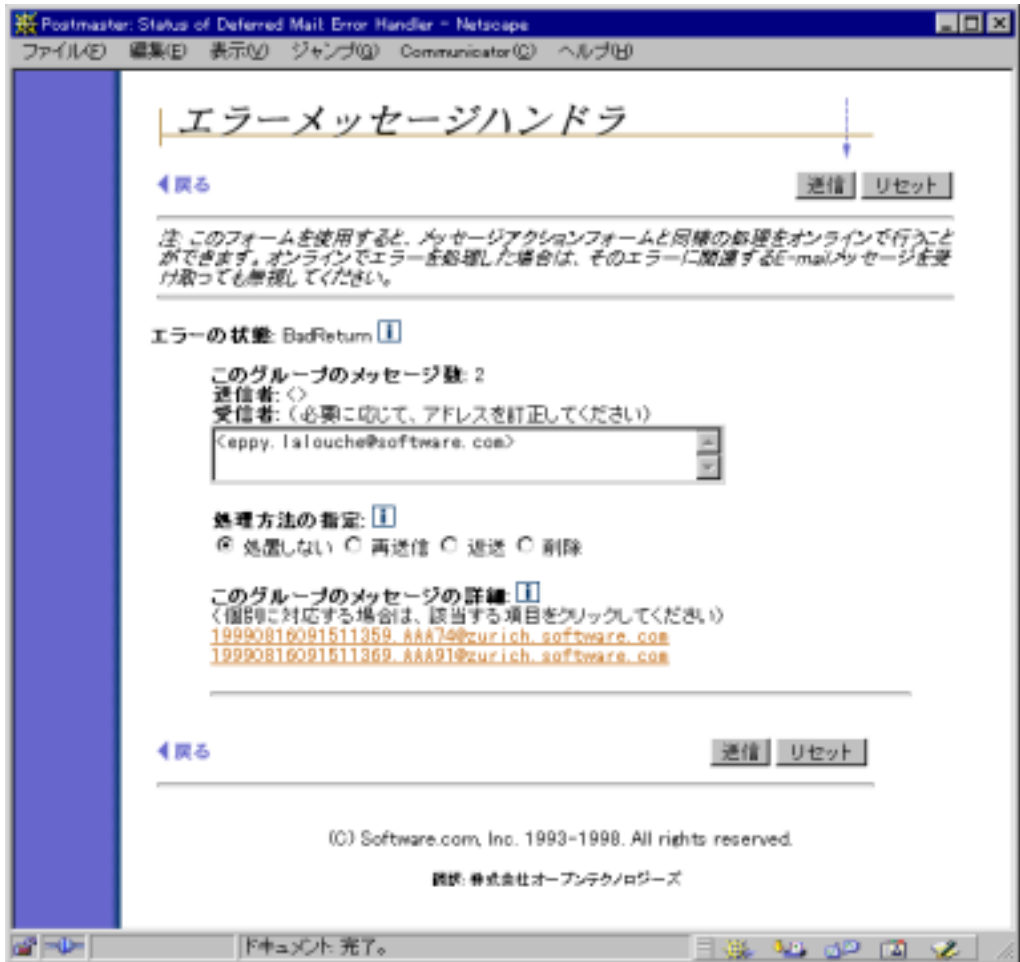 Postmaster: Status of Deferred Mail: Error Handler - Netscape
ファイル(F) 編集(E) 表示(V) ジャンプ(G) Communicator(C) ヘルプ(H)
エラーメッセージハンドラ
戻る 送信 リセット
注: このフォームを使用すると、メッセージアクションフォームと同様の処理をオンラインで行うこと
ができます。オンラインでエラーを処理した場合は、そのエラーに関連するE-mailメッセージを受
け取っても無視してください。
エラーの状態: BadReturn i
このグループのメッセージ数: 2
送信者: <>
受信者: (必要に応じて、アドレスを訂正してください)
<eppy.lalouche@software.com>
処理方法の指定: i
処置しない 再送信 返送 削除
このグループのメッセージの詳細: i
(個別に対応する場合は、該当する項目をクリックしてください)
19990816091511359.AAA74@zurich.software.com
19990816091511369.AAA91@zurich.software.com
戻る 送信 リセット
(C) Software.com, Inc. 1993-1998. All rights reserved.
翻訳: 株式会社オープンテクノロジーズ
ドキュメント: 完了。